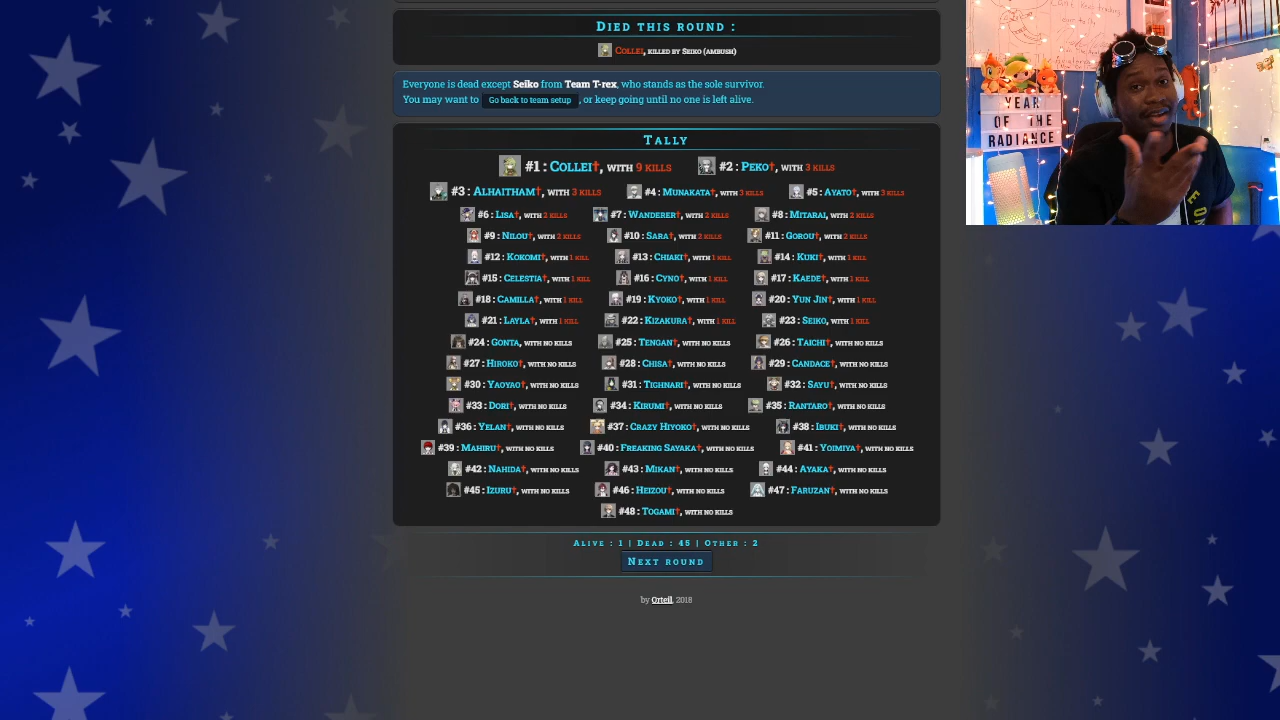 Died this round :
Collei, killed by Seiko (ambush)
Everyone is dead except Seiko from Team T-rex, who stands as the sole survivor.
You may want to Go back to team setup, or keep going until no one is left alive.
Tally
#1 : Collei†, with 9 kills #2 : Peko†, with 3 kills
#3 : Alhaitham†, with 3 kills #4 : Munakata†, with 3 kills #5 : Ayato†, with 3 kills
#6 : Lisa†, with 2 kills #7 : Wanderer†, with 2 kills #8 : Mitarai, with 2 kills
#9 : Nilou†, with 2 kills #10 : Sara†, with 2 kills #11 : Gorou†, with 2 kills
#12 : Kokomi†, with 1 kill #13 : Chiaki†, with 1 kill #14 : Kuki†, with 1 kill
#15 : Celestia†, with 1 kill #16 : Cyno†, with 1 kill #17 : Kaede†, with 1 kill
#18 : Camilla†, with 1 kill #19 : Kyoko†, with 1 kill #20 : Yun Jin†, with 1 kill
#21 : Layla†, with 1 kill #22 : Kizakura†, with 1 kill #23 : Seiko, with 1 kill
#24 : Gonta, with no kills #25 : Tengan†, with no kills #26 : Taichi†, with no kills
#27 : Hiroko†, with no kills #28 : Chisa†, with no kills #29 : Candace†, with no kills
#30 : Yaoyao†, with no kills #31 : Tighnari†, with no kills #32 : Sayu†, with no kills
#33 : Dori†, with no kills #34 : Kirumi†, with no kills #35 : Rantaro†, with no kills
#36 : Yelan†, with no kills #37 : Crazy Hiyoko†, with no kills #38 : Ibuki†, with no kills
#39 : Mahiru†, with no kills #40 : Freaking Sayaka†, with no kills #41 : Yoimiya†, with no kills
#42 : Nahida†, with no kills #43 : Mikan†, with no kills #44 : Ayaka†, with no kills
#45 : Izuru†, with no kills #46 : Heizou†, with no kills #47 : Faruzan†, with no kills
#48 : Togami†, with no kills
Alive : 1 | Dead : 45 | Other : 2
Next round
by Orteil, 2018
YEAR
OF THE
RADIANCE